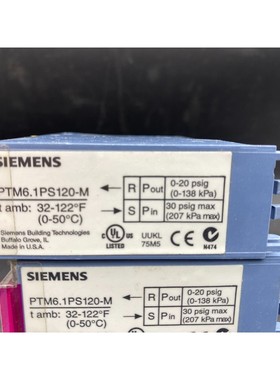 SIEMENS
PTM6.1PS120-M
t amb: 32-122°F
(0-50°C)
R Pout 0-20 psig
(0-138 kPa)
S Pin 30 psig max
(207 kPa max)
Siemens Building Technologies
Buffalo Grove, IL
Made in U.S.A.
C UL US
LISTED
UUKL
75M5
CE
N474
SIEMENS
PTM6.1PS120-M
t amb: 32-122°F
(0-50°C)
R Pout 0-20 psig
(0-138 kPa)
S Pin 30 psig max
(207 kPa max)